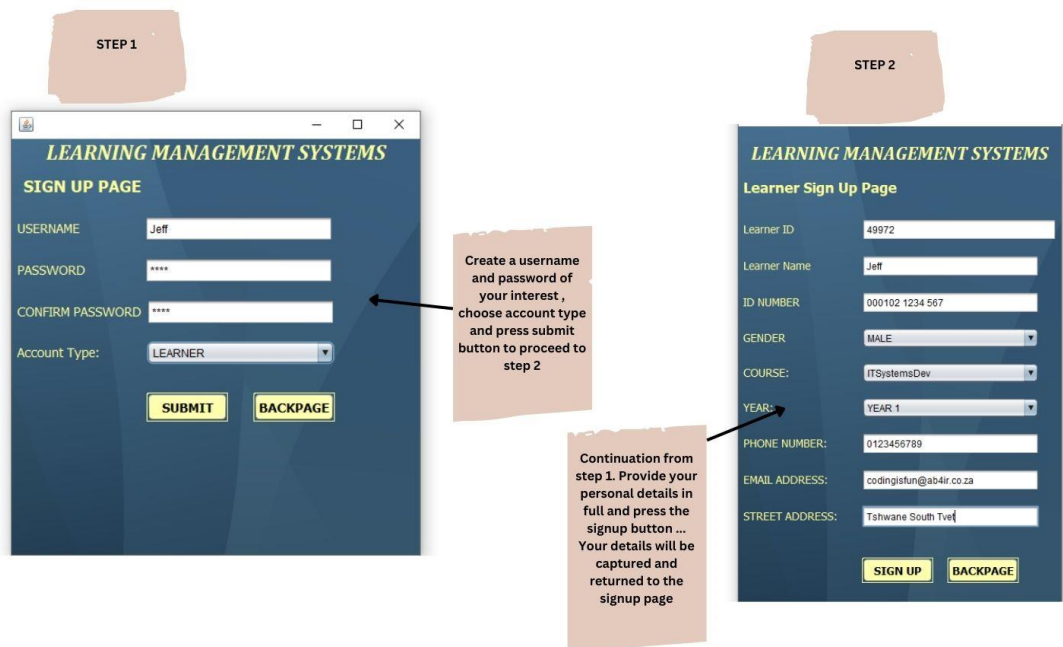 STEP 1
LEARNING MANAGEMENT SYSTEMS
SIGN UP PAGE
USERNAME
Jeff
PASSWORD
****
CONFIRM PASSWORD
****
Account Type:
LEARNER
SUBMIT
BACKPAGE
Create a username
and password of
your interest ,
choose account type
and press submit
button to proceed to
step 2
STEP 2
LEARNING MANAGEMENT SYSTEMS
Learner Sign Up Page
Learner ID
49972
Learner Name
Jeff
ID NUMBER
000102 1234 567
GENDER
MALE
COURSE:
ITSystemsDev
YEAR:
YEAR 1
PHONE NUMBER:
0123456789
EMAIL ADDRESS:
codingisfun@ab4ir.co.za
STREET ADDRESS:
Tshwane South Tvet
SIGN UP
BACKPAGE
Continuation from
step 1. Provide your
personal details in
full and press the
signup button ...
Your details will be
captured and
returned to the
signup page